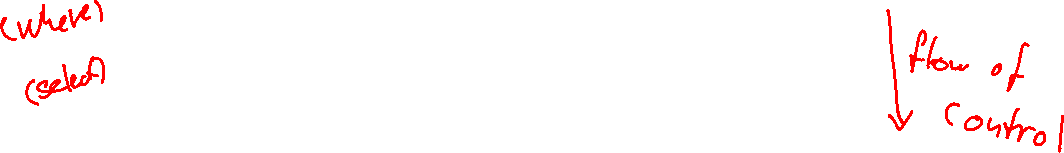 (where)
(select)
flow of
control